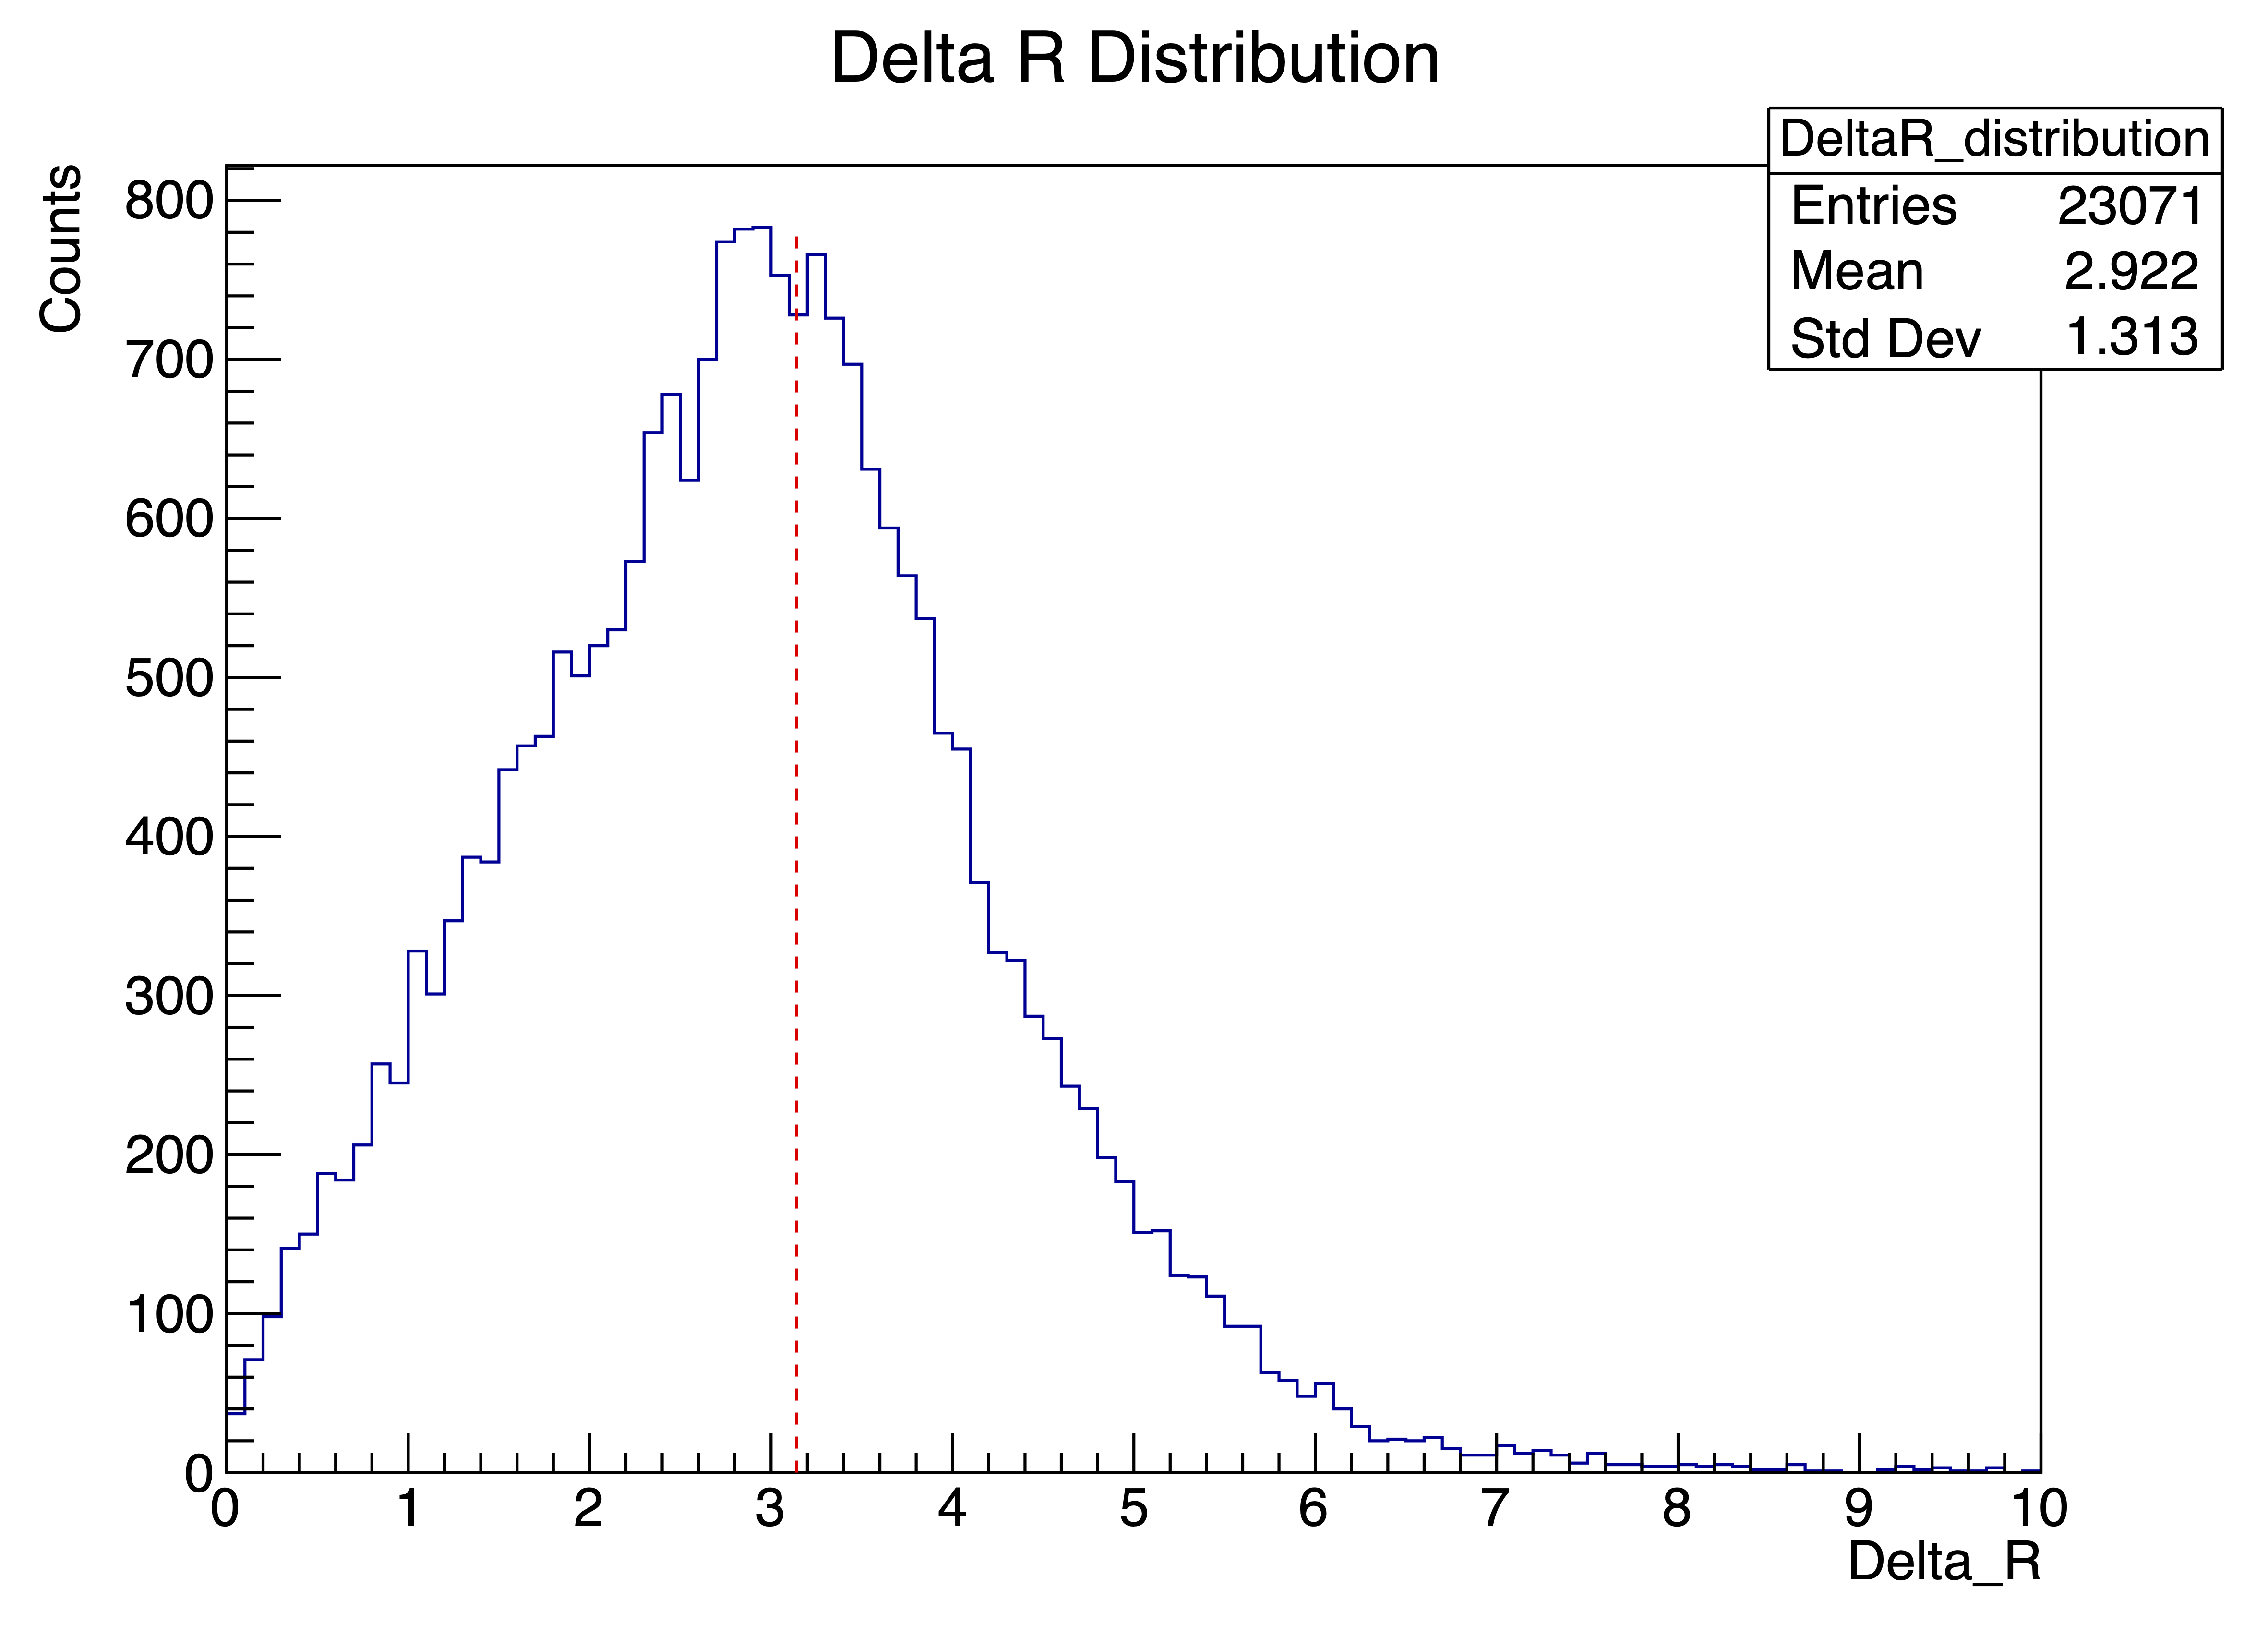 Delta R Distribution
DeltaR_distribution
Entries 23071
Mean 2.922
Std Dev 1.313
Counts
800
700
600
500
400
300
200
100
0
0 1 2 3 4 5 6 7 8 9 10
Delta_R